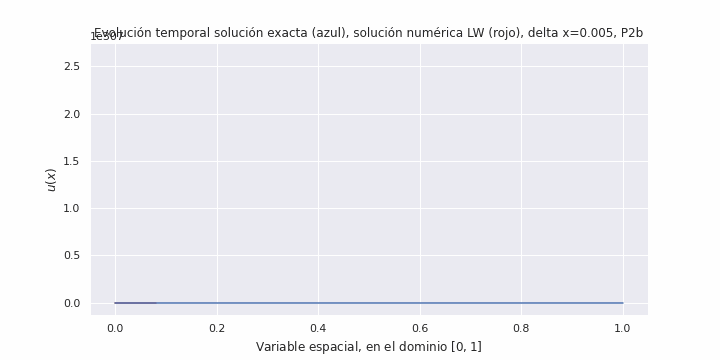 Evolución temporal solución exacta (azul), solución numérica LW (rojo), delta x=0.005, P2b
1e307
2.5
2.0
1.5
1.0
0.5
0.0
u(x)
0.0 0.2 0.4 0.6 0.8 1.0
Variable espacial, en el dominio [0, 1]